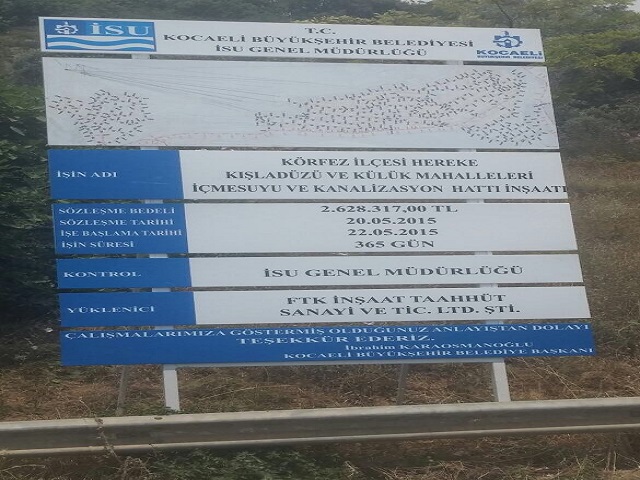 İSU
T.C.
KOCAELİ BÜYÜKŞEHİR BELEDİYESİ
İSU GENEL MÜDÜRLÜĞÜ
KOCAELİ
BÜYÜKŞEHİR BELEDİYESİ
İŞİN ADI
KÖRFEZ İLÇESİ HEREKE
KIŞLADÜZÜ VE KÜLÜK MAHALLELERİ
İÇMESUYU VE KANALİZASYON HATTI İNŞAATI
SÖZLEŞME BEDELİ 2.628.317,00 TL
SÖZLEŞME TARİHİ 20.05.2015
İŞE BAŞLAMA TARİHİ 22.05.2015
İŞİN SÜRESİ 365 GÜN
KONTROL İSU GENEL MÜDÜRLÜĞÜ
YÜKLENİCİ
FTK İNŞAAT TAAHHÜT
SANAYİ VE TİC. LTD. ŞTİ.
ÇALIŞMALARIMIZA GÖSTERMİŞ OLDUĞUNUZ ANLAYIŞTAN DOLAYI
TEŞEKKÜR EDERİZ.
İbrahim KARAOSMANOĞLU
KOCAELİ BÜYÜKŞEHİR BELEDİYE BAŞKANI